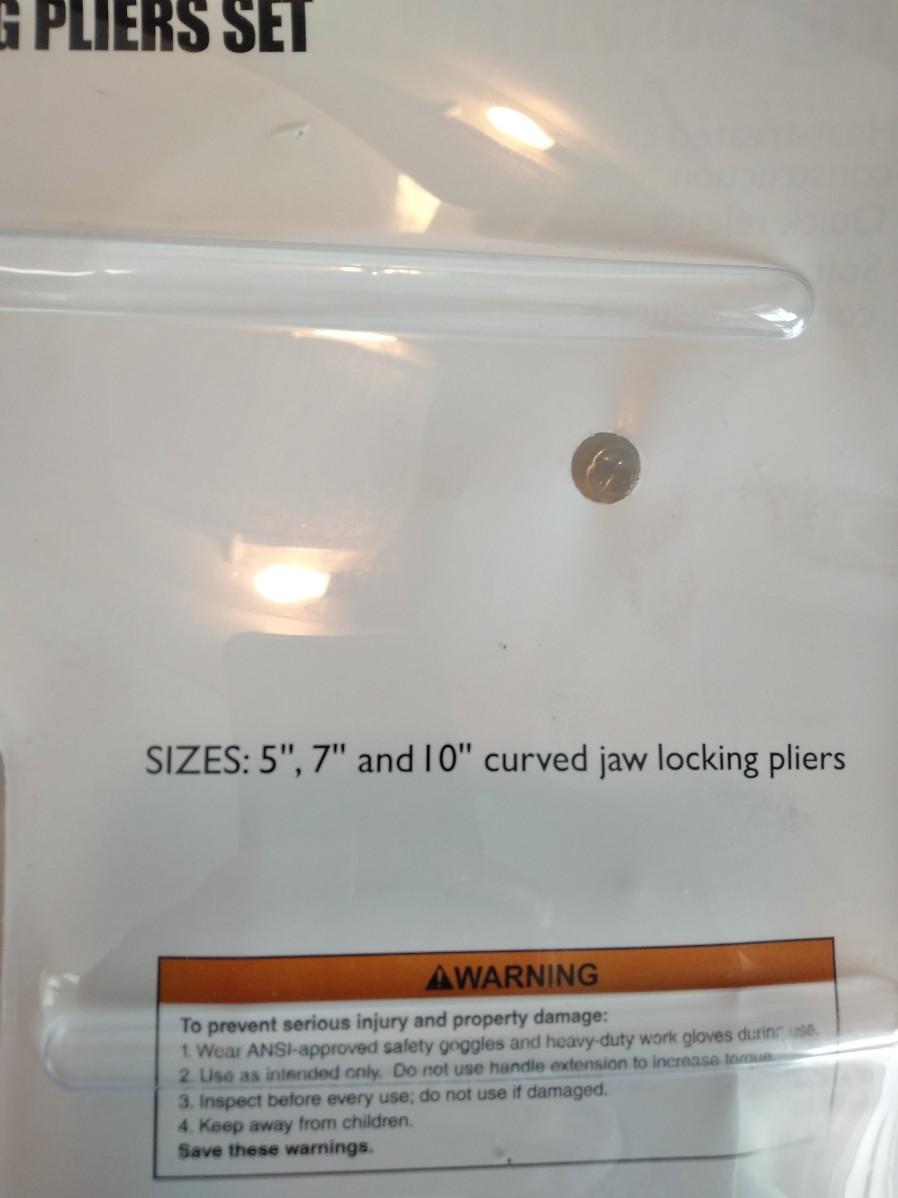 G PLIERS SET
SIZES: 5", 7" and 10" curved jaw locking pliers
⚠WARNING
To prevent serious injury and property damage:
1. Wear ANSI-approved safety goggles and heavy-duty work gloves during use.
2. Use as intended only. Do not use handle extension to increase torque.
3. Inspect before every use; do not use if damaged.
4. Keep away from children.
Save these warnings.